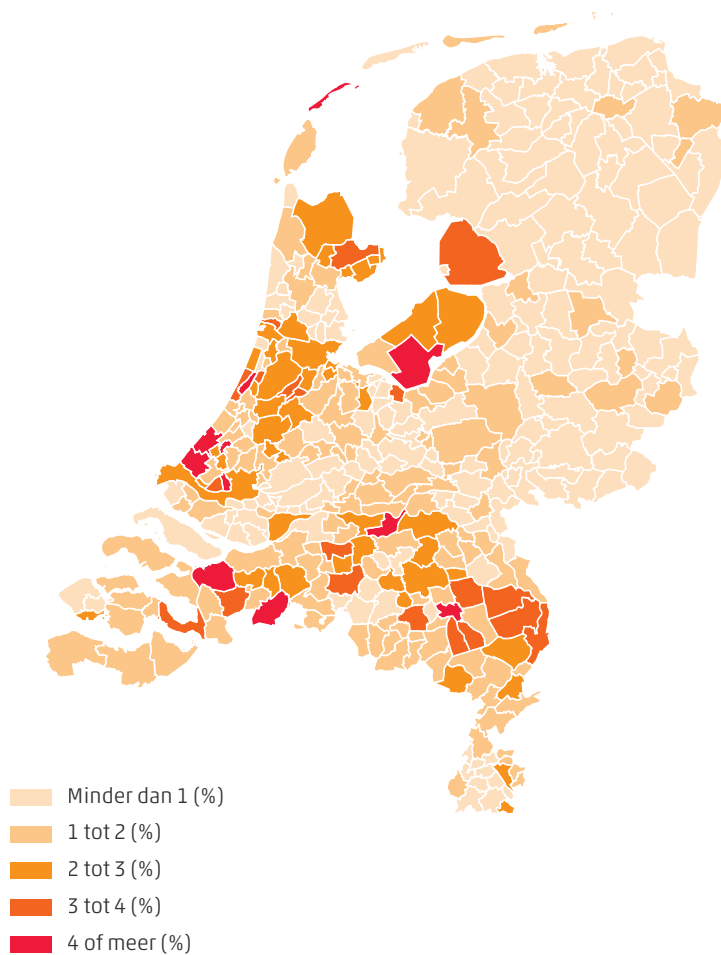 Minder dan 1 (%)
1 tot 2 (%)
2 tot 3 (%)
3 tot 4 (%)
4 of meer (%)